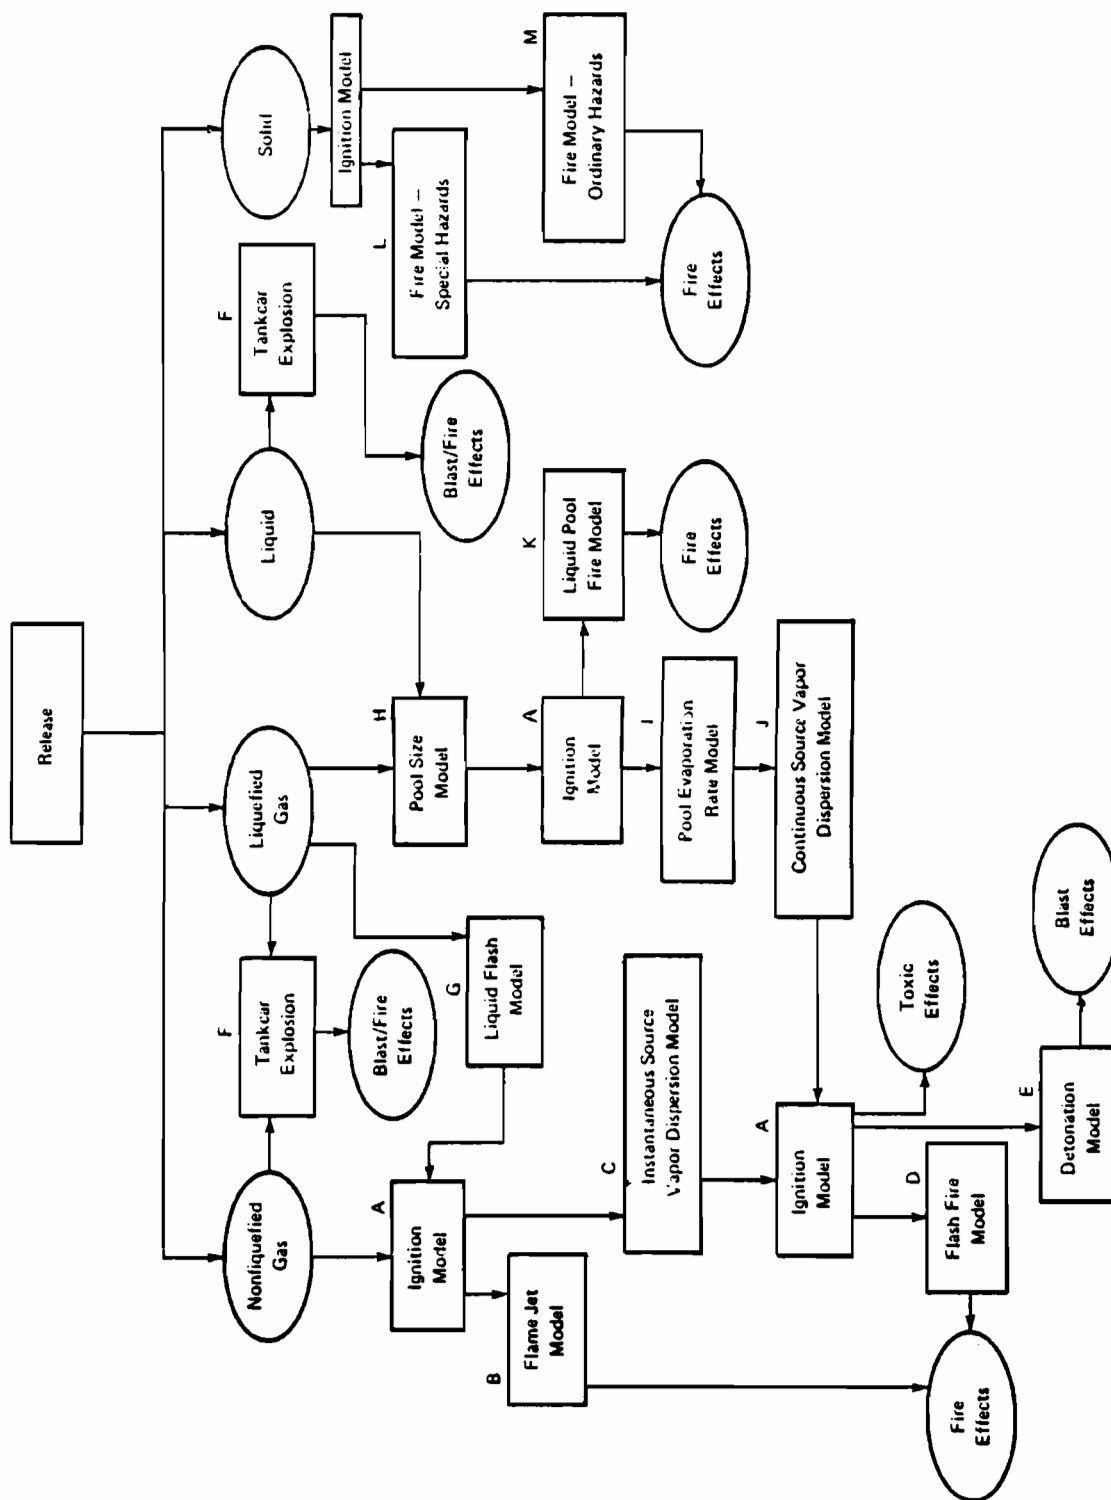 Release
Nonfiquefied
Gas
Liquefied
Gas
Liquid
Solid
F
Tankcar
Explosion
F
Tankcar
Explosion
Ignition Model
Blast/Fire
Effects
Blast/Fire
Effects
A
Ignition
Model
G
Liquid Flash
Model
H
Pool Size
Model
L
Fire Model –
Special Hazards
M
Fire Model –
Ordinary Hazards
B
Flame Jet
Model
C
Instantaneous Source
Vapor Dispersion Model
A
Ignition
Model
K
Liquid Pool
Fire Model
Fire
Effects
Fire
Effects
I
Pool Evaporation
Rate Model
J
Continuous Source Vapor
Dispersion Model
A
Ignition
Model
Toxic
Effects
D
Flash Fire
Model
Fire
Effects
E
Detonation
Model
Blast
Effects